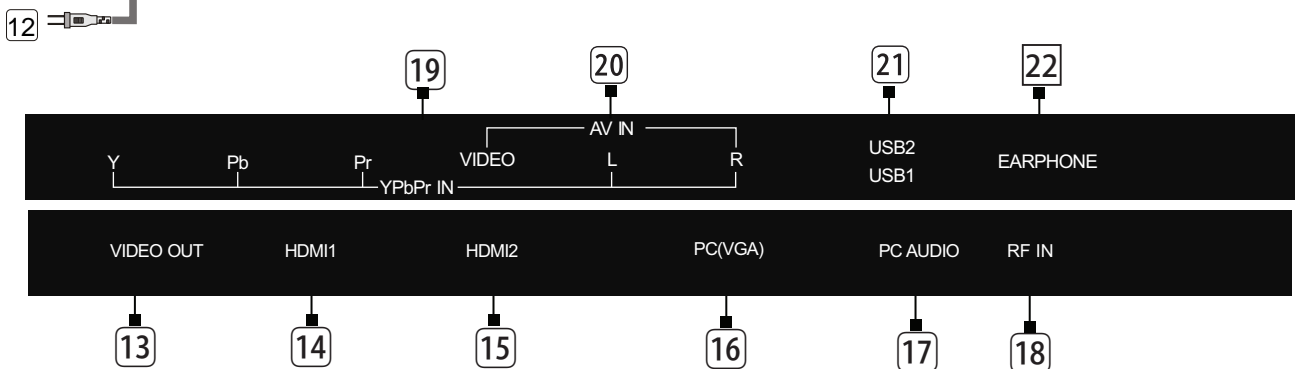 12
19 20 21 22
AV IN
Y Pb Pr VIDEO L R
YPbPr IN
USB2
USB1
EARPHONE
VIDEO OUT HDMI1 HDMI2 PC(VGA) PC AUDIO RF IN
13 14 15 16 17 18